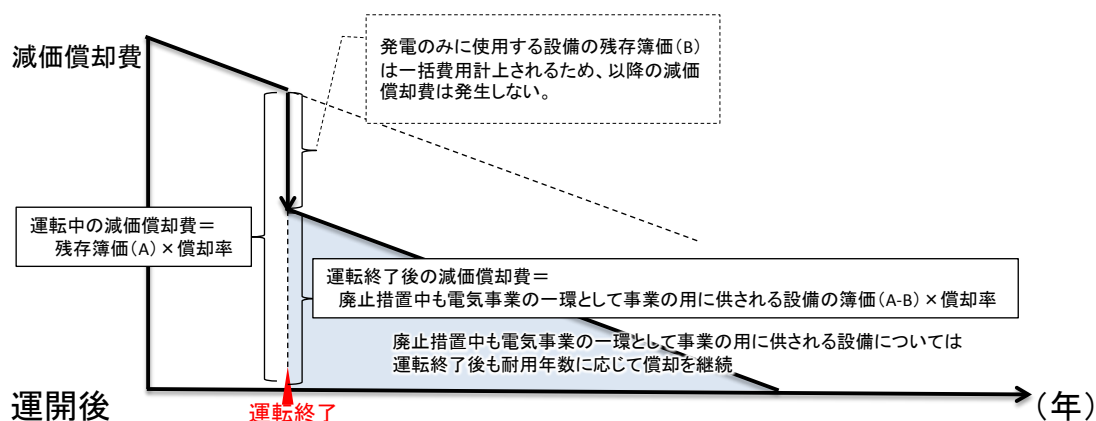 減価償却費
発電のみに使用する設備の残存簿価(B)
は一括費用計上されるため、以降の減価
償却費は発生しない。
運転中の減価償却費＝
残存簿価(A)×償却率
運転終了後の減価償却費＝
廃止措置中も電気事業の一環として事業の用に供される設備の簿価(A-B)×償却率
廃止措置中も電気事業の一環として事業の用に供される設備については
運転終了後も耐用年数に応じて償却を継続
運開後
運転終了
(年)